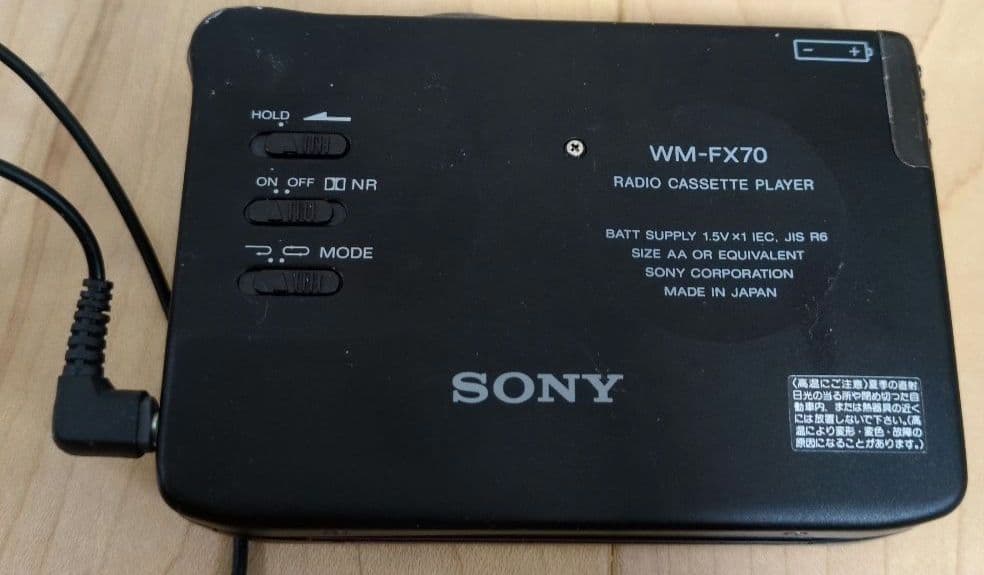 HOLD
ON OFF NR
MODE
WM-FX70
RADIO CASSETTE PLAYER
BATT SUPPLY 1.5V×1 IEC, JIS R6
SIZE AA OR EQUIVALENT
SONY CORPORATION
MADE IN JAPAN
SONY
〈高温にご注意〉夏季の直射
日光の当る所や閉め切った自
動車内、または熱器具の近く
には放置しないで下さい。(高
温により変形・変色・故障の
原因になることがあります。)